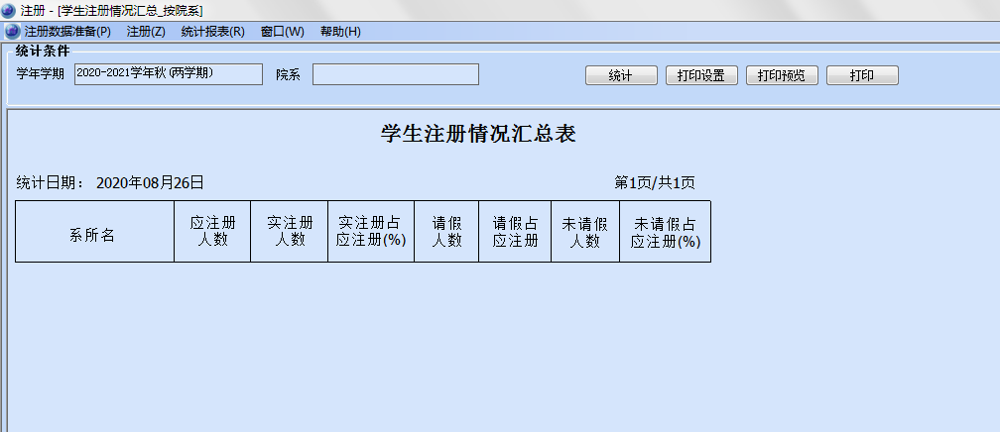 注册 - [学生注册情况汇总_按院系]
注册数据准备(P) 注册(Z) 统计报表(R) 窗口(W) 帮助(H)
统计条件
学年学期 2020-2021学年秋(两学期) 院系 统计 打印设置 打印预览 打印
学生注册情况汇总表
统计日期： 2020年08月26日 第1页/共1页
系所名
应注册
人数
实注册
人数
实注册占
应注册(%)
请假
人数
请假占
应注册
未请假
人数
未请假占
应注册(%)